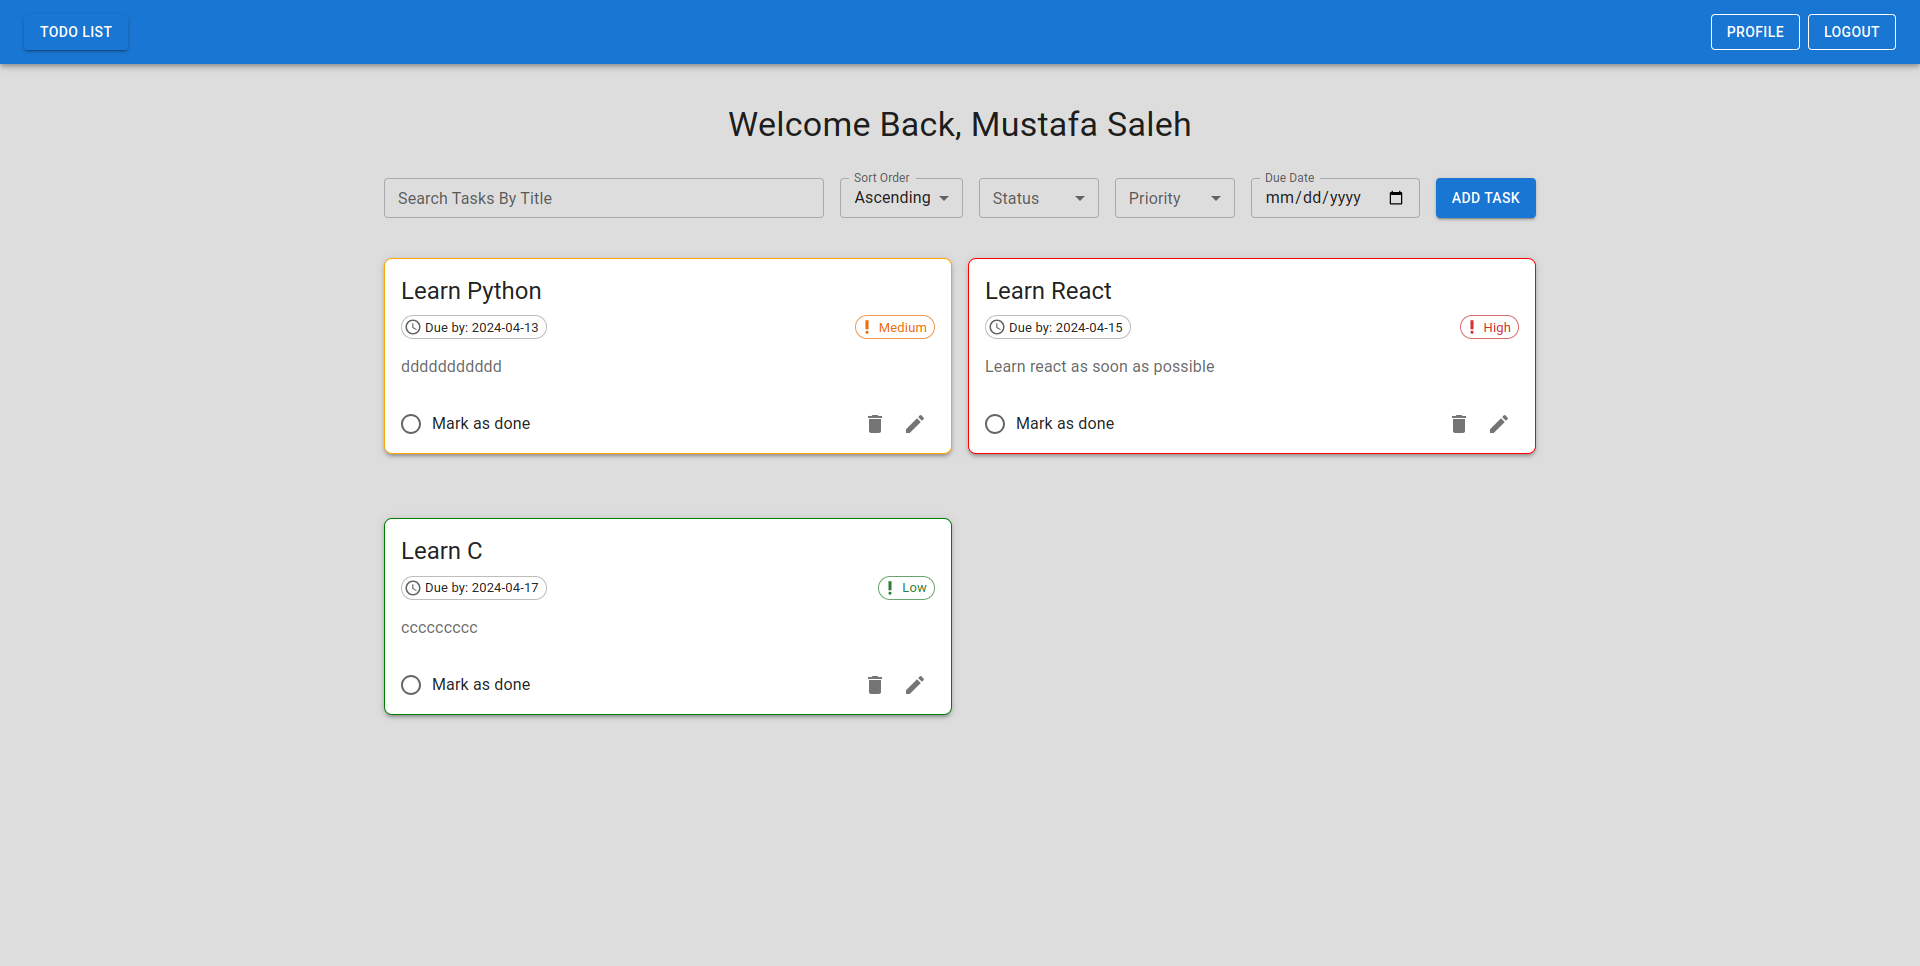 TODO LIST
PROFILE
LOGOUT
Welcome Back, Mustafa Saleh
Search Tasks By Title
Sort Order
Ascending
Status
Priority
Due Date
mm/dd/yyyy
ADD TASK
Learn Python
Due by: 2024-04-13
Medium
ddddddddddd
Mark as done
Learn React
Due by: 2024-04-15
High
Learn react as soon as possible
Mark as done
Learn C
Due by: 2024-04-17
Low
ccccccccc
Mark as done